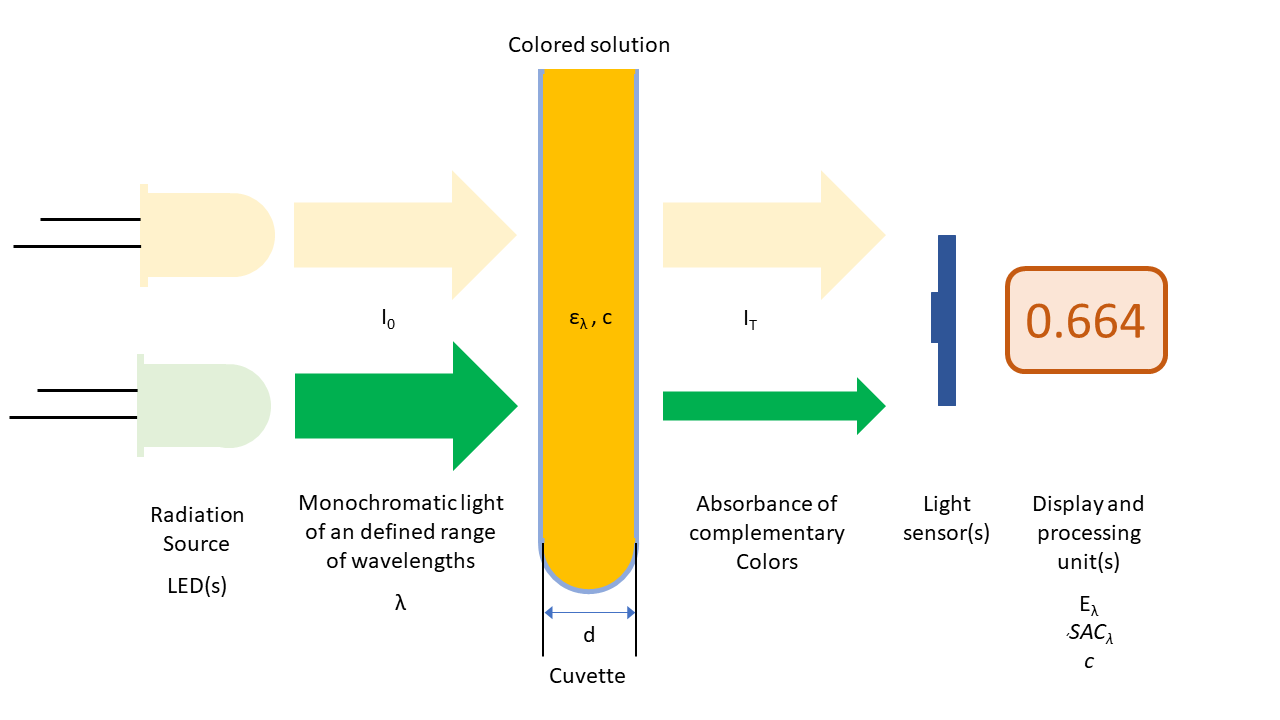 Colored solution
I₀
ελ , c
I_T
0.664
Radiation
Source
LED(s)
Monochromatic light
of an defined range
of wavelengths
λ
d
Cuvette
Absorbance of
complementary
Colors
Light
sensor(s)
Display and
processing
unit(s)
Eλ
SACλ
c